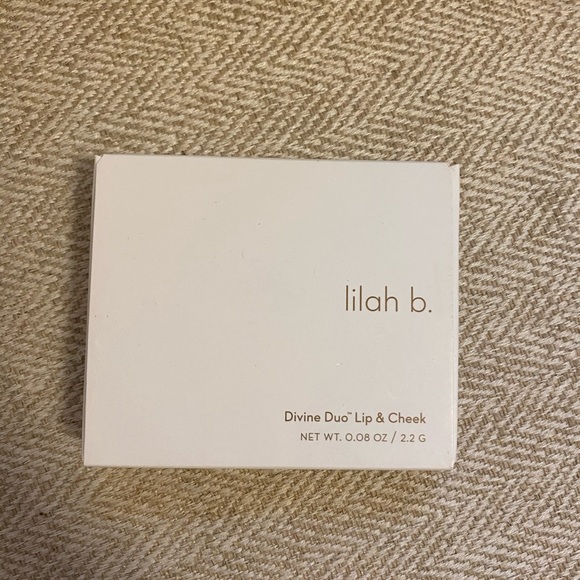 lilah b.
Divine Duo™ Lip & Cheek
NET WT. 0.08 OZ / 2.2 G